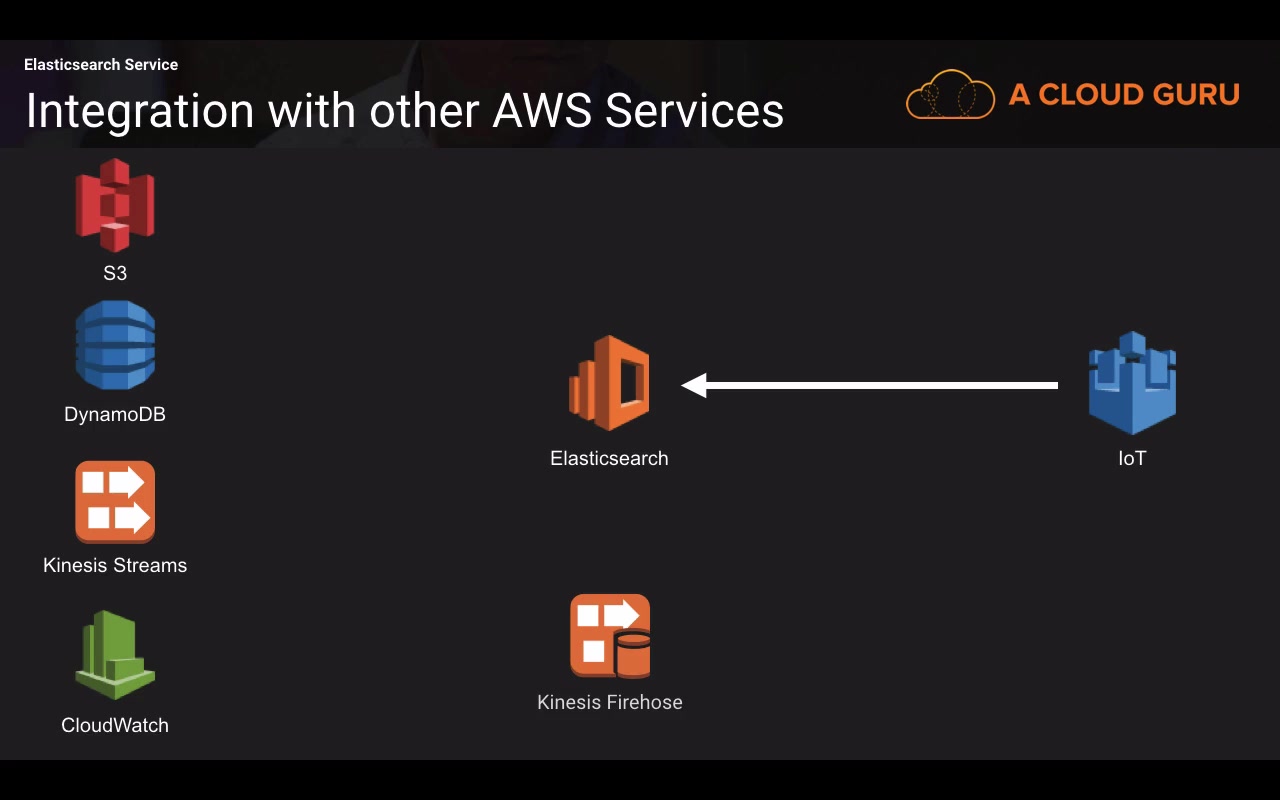 Elasticsearch Service
Integration with other AWS Services
A CLOUD GURU
S3
DynamoDB
Elasticsearch
IoT
Kinesis Streams
Kinesis Firehose
CloudWatch